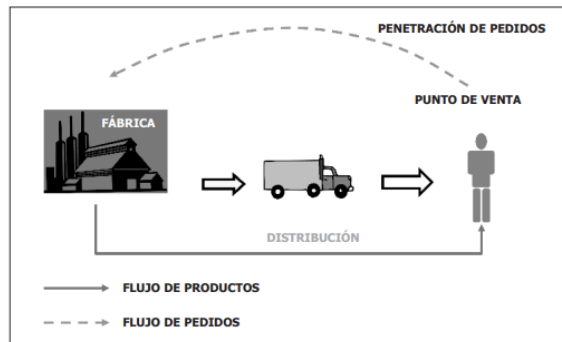 PENETRACIÓN DE PEDIDOS
PUNTO DE VENTA
FÁBRICA
DISTRIBUCIÓN
FLUJO DE PRODUCTOS
FLUJO DE PEDIDOS